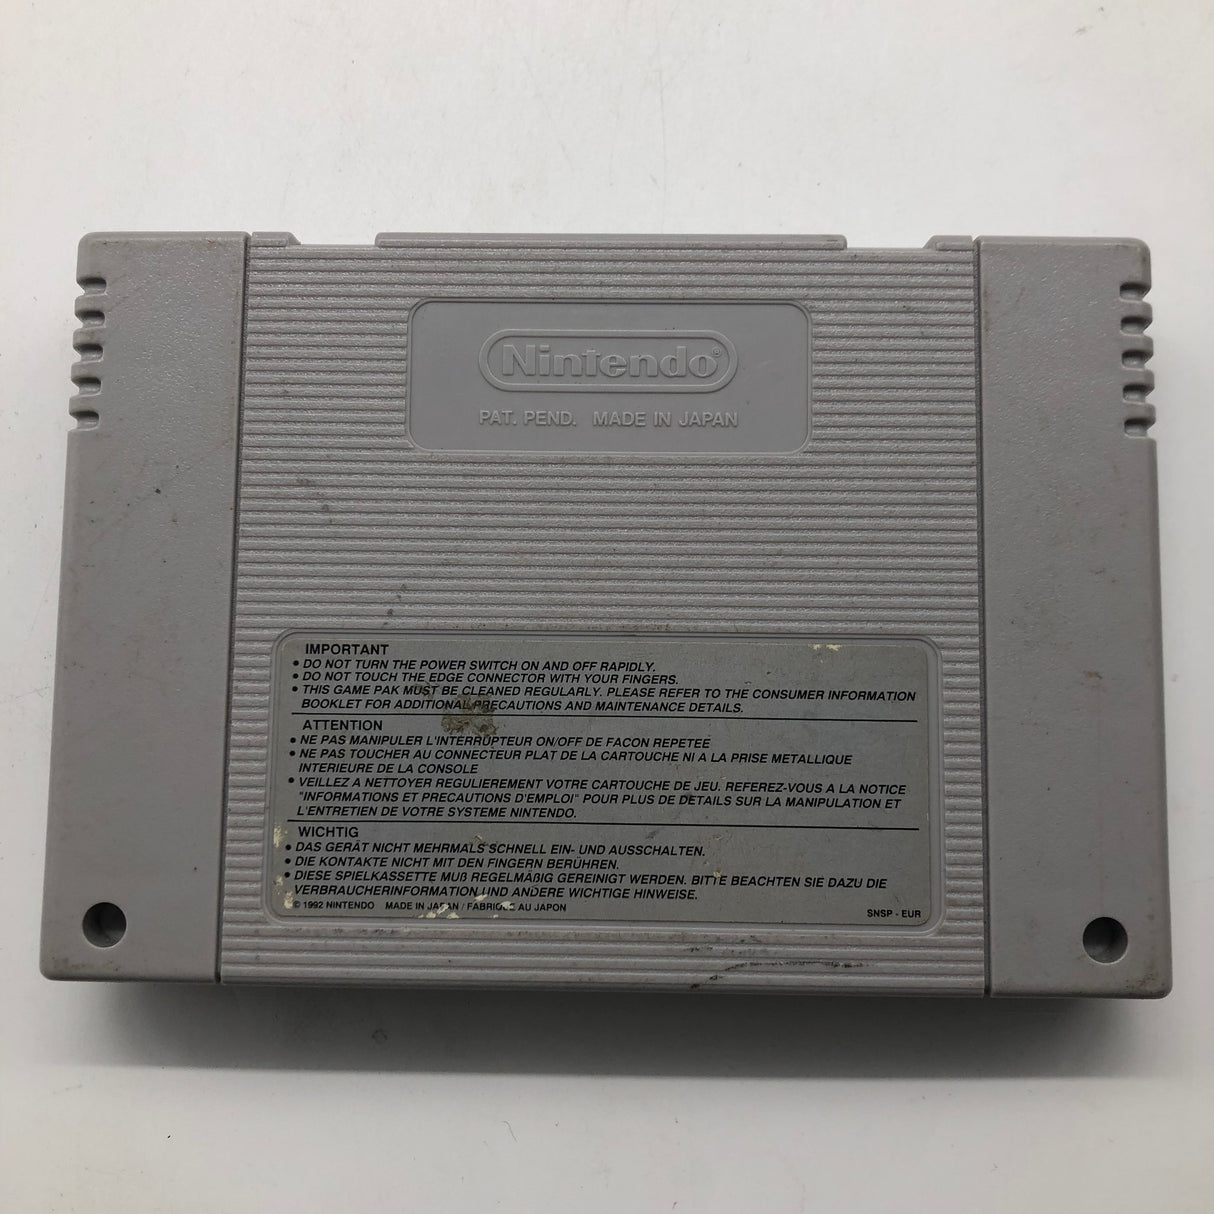 Nintendo®
PAT. PEND. MADE IN JAPAN
IMPORTANT
• DO NOT TURN THE POWER SWITCH ON AND OFF RAPIDLY.
• DO NOT TOUCH THE EDGE CONNECTOR WITH YOUR FINGERS.
• THIS GAME PAK MUST BE CLEANED REGULARLY. PLEASE REFER TO THE CONSUMER INFORMATION
BOOKLET FOR ADDITIONAL PRECAUTIONS AND MAINTENANCE DETAILS.
ATTENTION
• NE PAS MANIPULER L'INTERRUPTEUR ON/OFF DE FACON REPETEE
• NE PAS TOUCHER AU CONNECTEUR PLAT DE LA CARTOUCHE NI A LA PRISE METALLIQUE
INTERIEURE DE LA CONSOLE
• VEILLEZ A NETTOYER REGULIEREMENT VOTRE CARTOUCHE DE JEU. REFEREZ-VOUS A LA NOTICE
"INFORMATIONS ET PRECAUTIONS D'EMPLOI" POUR PLUS DE DETAILS SUR LA MANIPULATION ET
L'ENTRETIEN DE VOTRE SYSTEME NINTENDO.
WICHTIG
• DAS GERÄT NICHT MEHRMALS SCHNELL EIN- UND AUSSCHALTEN.
• DIE KONTAKTE NICHT MIT DEN FINGERN BERÜHREN.
• DIESE SPIELKASSETTE MUß REGELMÄßIG GEREINIGT WERDEN. BITTE BEACHTEN SIE DAZU DIE
VERBRAUCHERINFORMATION UND ANDERE WICHTIGE HINWEISE.
© 1992 NINTENDO MADE IN JAPAN / FABRIQUE AU JAPON
SNSP - EUR